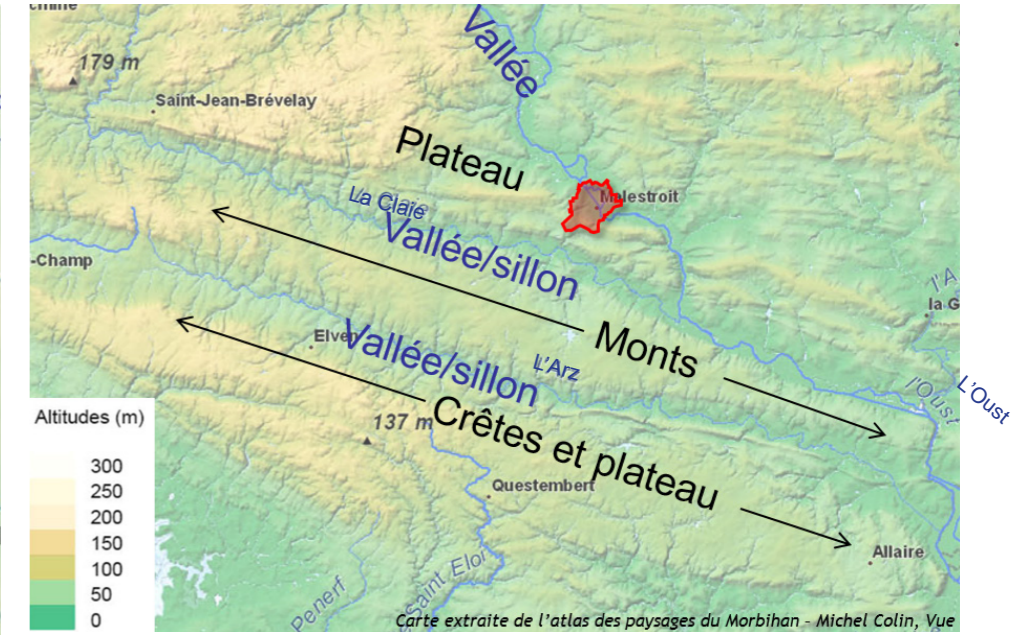 179 m
Saint-Jean-Brévelay
Vallée
Plateau
Malestroit
La Claie
Vallée/sillon
-Champ
Monts
Elven
Vallée/sillon
L'Arz
l'A
la G
l'Oust
L'Oust
137 m
Crêtes et plateau
Questembert
Allaire
Penerf
Saint Eloi
Altitudes (m)
300
250
200
150
100
50
0
Carte extraite de l'atlas des paysages du Morbihan - Michel Colin, Vue